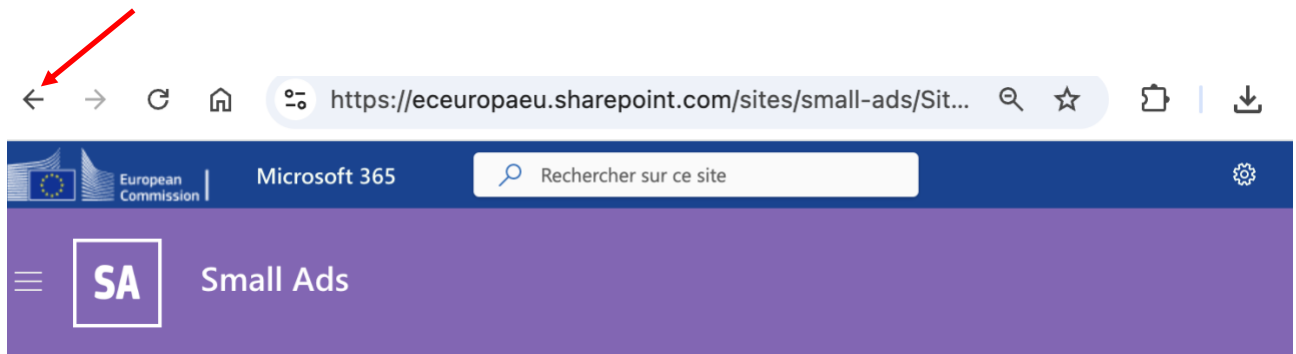 https://eceuropaeu.sharepoint.com/sites/small-ads/Sit...
European
Commission
Microsoft 365
Rechercher sur ce site
SA
Small Ads